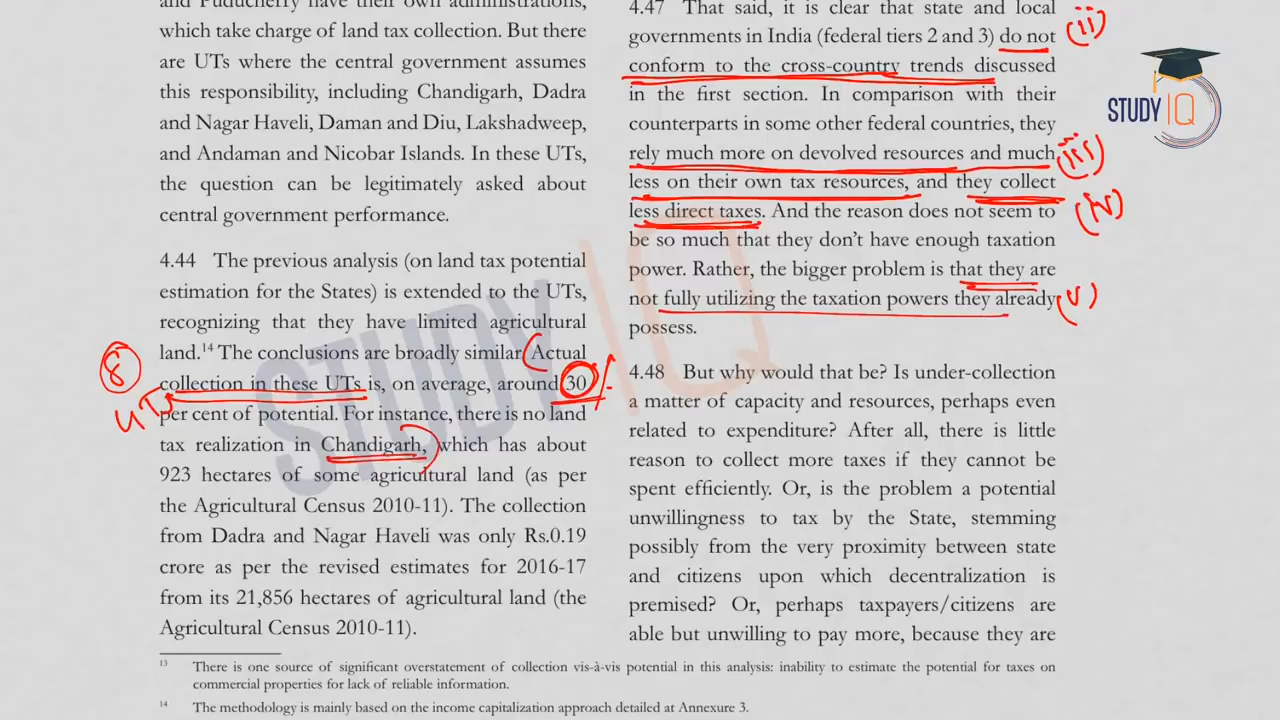 and Puducherry have their own administrations,
which take charge of land tax collection. But there
are UTs where the central government assumes
this responsibility, including Chandigarh, Dadra
and Nagar Haveli, Daman and Diu, Lakshadweep,
and Andaman and Nicobar Islands. In these UTs,
the question can be legitimately asked about
central government performance.
4.44 The previous analysis (on land tax potential
estimation for the States) is extended to the UTs,
recognizing that they have limited agricultural
land.14 The conclusions are broadly similar. Actual
collection in these UTs is, on average, around 30
per cent of potential. For instance, there is no land
tax realization in Chandigarh, which has about
923 hectares of some agricultural land (as per
the Agricultural Census 2010-11). The collection
from Dadra and Nagar Haveli was only Rs.0.19
crore as per the revised estimates for 2016-17
from its 21,856 hectares of agricultural land (the
Agricultural Census 2010-11).
8
UTs
%
4.47 That said, it is clear that state and local
governments in India (federal tiers 2 and 3) do not
conform to the cross-country trends discussed
in the first section. In comparison with their
counterparts in some other federal countries, they
rely much more on devolved resources and much
less on their own tax resources, and they collect
less direct taxes. And the reason does not seem to
be so much that they don't have enough taxation
power. Rather, the bigger problem is that they are
not fully utilizing the taxation powers they already
possess.
4.48 But why would that be? Is under-collection
a matter of capacity and resources, perhaps even
related to expenditure? After all, there is little
reason to collect more taxes if they cannot be
spent efficiently. Or, is the problem a potential
unwillingness to tax by the State, stemming
possibly from the very proximity between state
and citizens upon which decentralization is
premised? Or, perhaps taxpayers/citizens are
able but unwilling to pay more, because they are
(ii)
(iii)
(iv)
(v)
STUDY IQ
STUDY IQ
13 There is one source of significant overstatement of collection vis-à-vis potential in this analysis: inability to estimate the potential for taxes on
commercial properties for lack of reliable information.
14 The methodology is mainly based on the income capitalization approach detailed at Annexure 3.